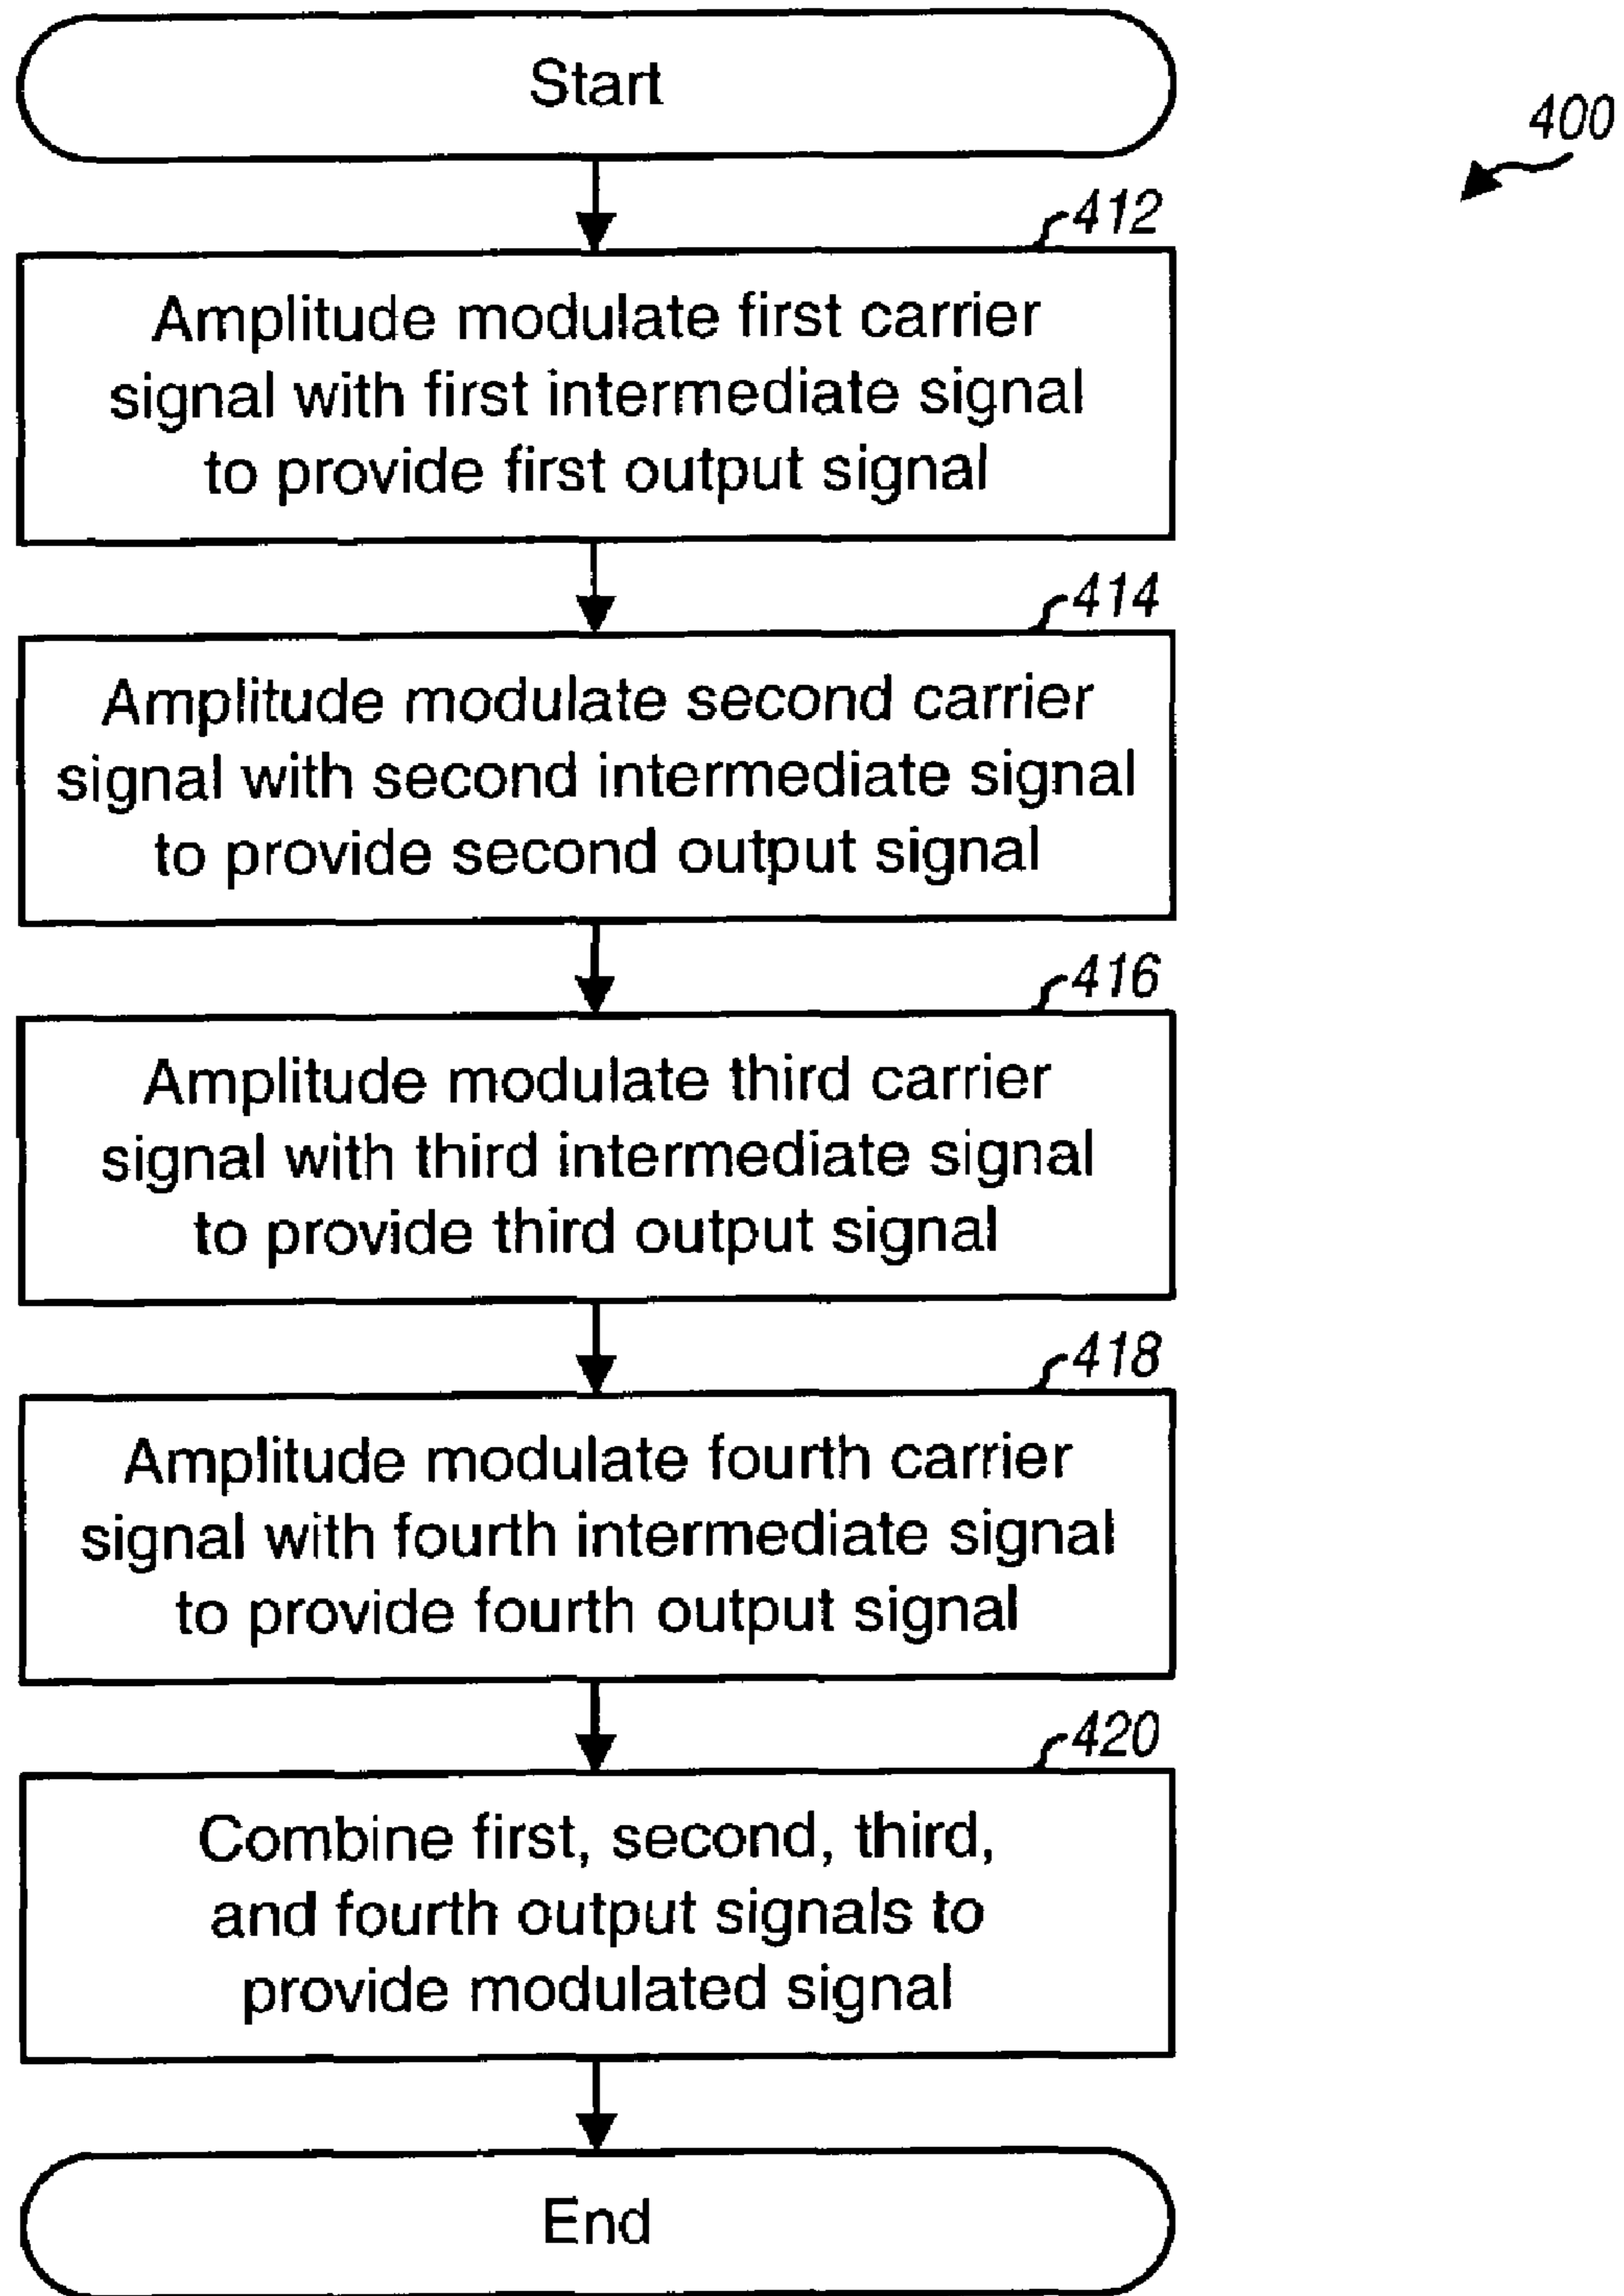 Start
400
412
Amplitude modulate first carrier
signal with first intermediate signal
to provide first output signal
414
Amplitude modulate second carrier
signal with second intermediate signal
to provide second output signal
416
Amplitude modulate third carrier
signal with third intermediate signal
to provide third output signal
418
Amplitude modulate fourth carrier
signal with fourth intermediate signal
to provide fourth output signal
420
Combine first, second, third,
and fourth output signals to
provide modulated signal
End